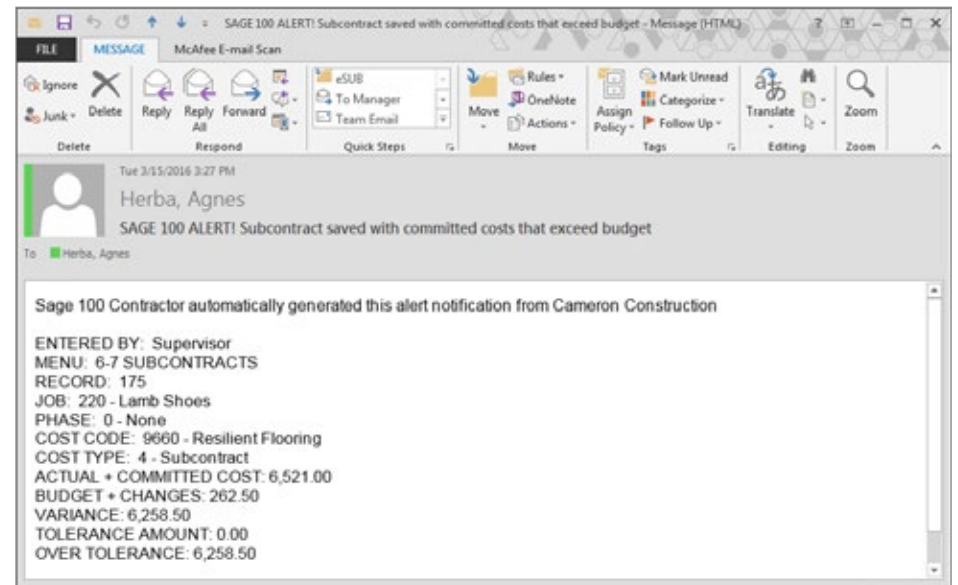 SAGE 100 ALERT! Subcontract saved with committed costs that exceed budget - Message (HTML)
FILE MESSAGE McAfee E-mail Scan
Ignore
Junk
Delete
Reply
Reply All
Forward
eSUB
To Manager
Team Email
Move
Rules
OneNote
Actions
Assign Policy
Mark Unread
Categorize
Follow Up
Translate
Zoom
Delete Respond Quick Steps Move Tags Editing Zoom
Tue 3/15/2016 3:27 PM
Herba, Agnes
SAGE 100 ALERT! Subcontract saved with committed costs that exceed budget
To Herba, Agnes
Sage 100 Contractor automatically generated this alert notification from Cameron Construction
ENTERED BY: Supervisor
MENU: 6-7 SUBCONTRACTS
RECORD: 175
JOB: 220 - Lamb Shoes
PHASE: 0 - None
COST CODE: 9660 - Resilient Flooring
COST TYPE: 4 - Subcontract
ACTUAL + COMMITTED COST: 6,521.00
BUDGET + CHANGES: 262.50
VARIANCE: 6,258.50
TOLERANCE AMOUNT: 0.00
OVER TOLERANCE: 6,258.50